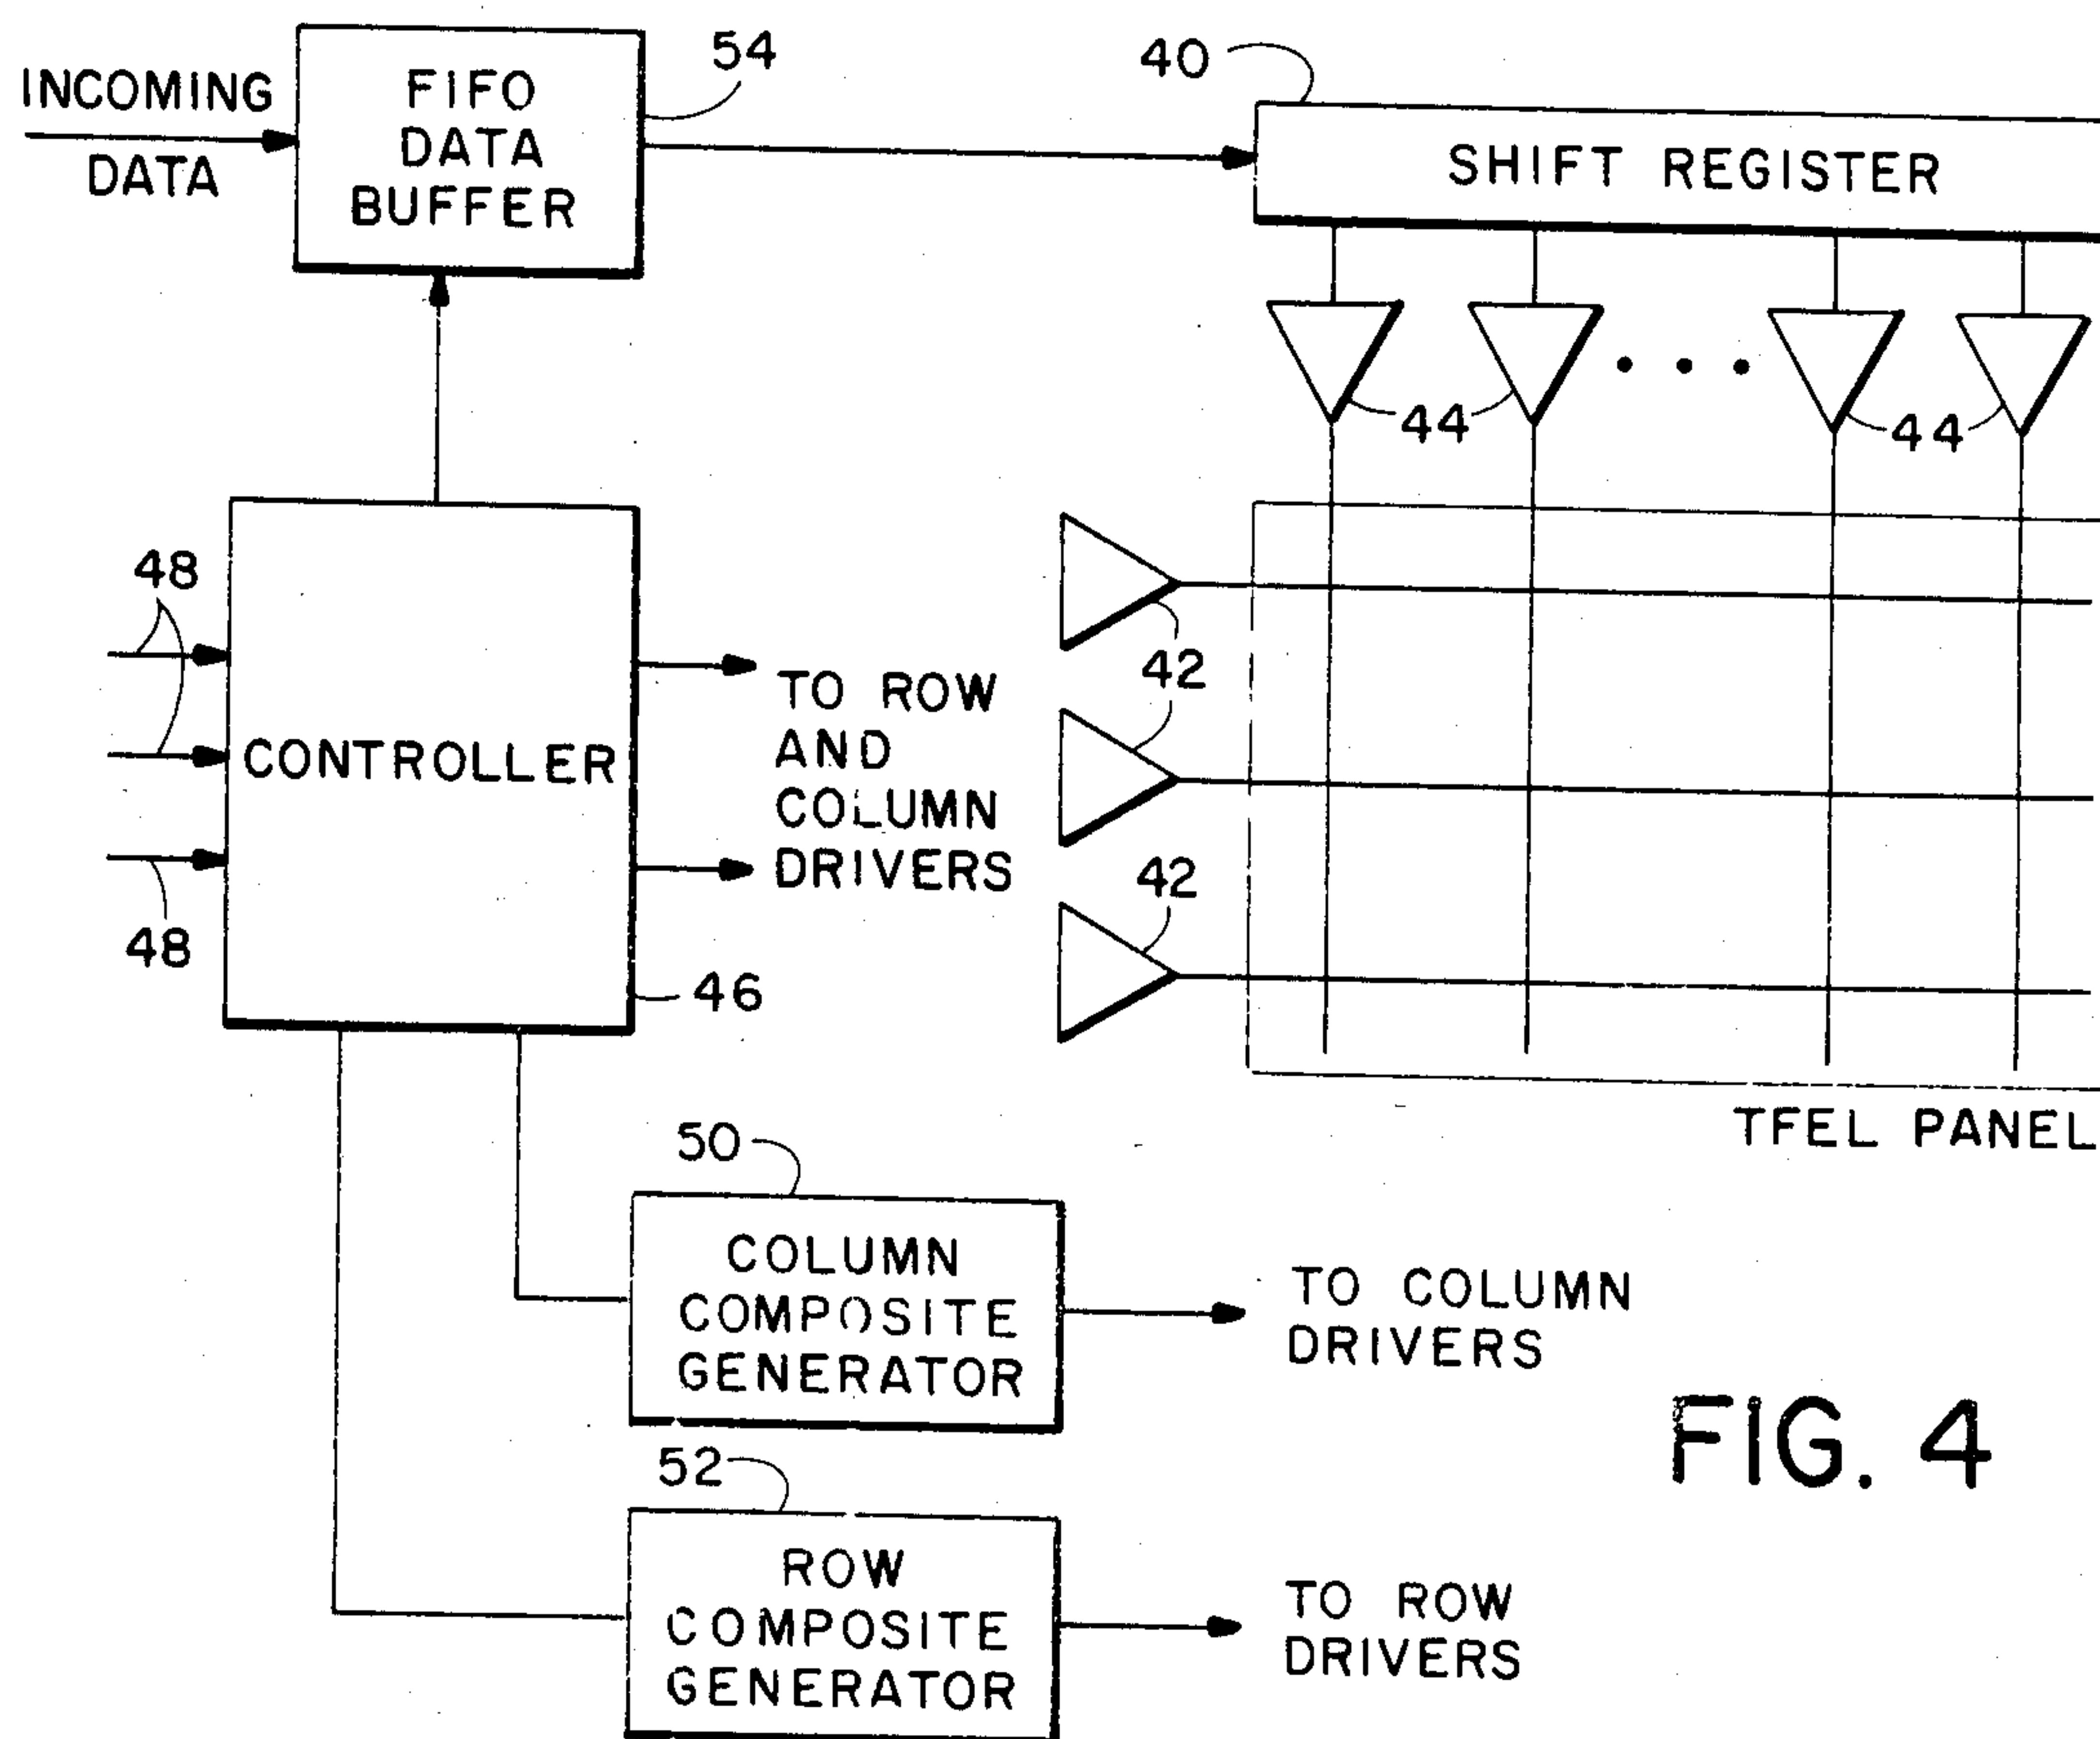 INCOMING
DATA
FIFO
DATA
BUFFER
54
40
SHIFT REGISTER
44
44
48
CONTROLLER
48
46
TO ROW
AND
COLUMN
DRIVERS
42
42
TFEL PANEL
50
COLUMN
COMPOSITE
GENERATOR
TO COLUMN
DRIVERS
52
ROW
COMPOSITE
GENERATOR
TO ROW
DRIVERS
FIG. 4